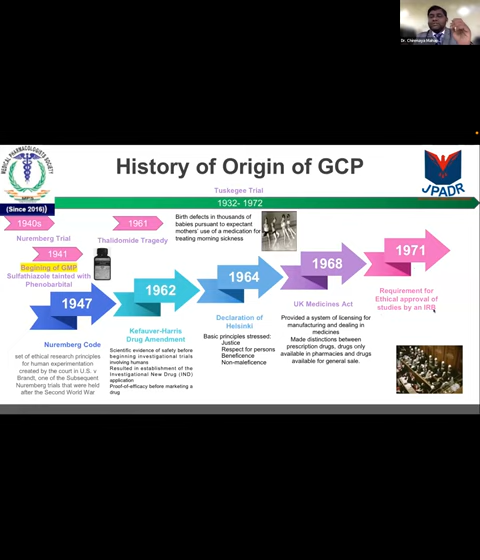 Dr. Chinmaya Mahap...
MEDICAL PHARMACOLOGISTS SOCIETY
(Since 2016)
History of Origin of GCP
JPADR
Tuskegee Trial
1932- 1972
1940s
Nuremberg Trial
1941
Begining of GMP
Sulfathiazole tainted with
Phenobarbital
1961
Thalidomide Tragedy
Birth defects in thousands of
babies pursuant to expectant
mothers' use of a medication for
treating morning sickness
1947
Nuremberg Code
set of ethical research principles
for human experimentation
created by the court in U.S. v
Brandt, one of the Subsequent
Nuremberg trials that were held
after the Second World War
1962
Kefauver-Harris
Drug Amendment
Scientific evidence of safety before
beginning investigational trials
involving humans
Resulted in establishment of the
Investigational New Drug (IND)
application
Proof-of-efficacy before marketing a
drug
1964
Declaration of
Helsinki
Basic principles stressed:
Justice
Respect for persons
Beneficence
Non-maleficence
1968
UK Medicines Act
Provided a system of licensing for
manufacturing and dealing in
medicines
Made distinctions between
prescription drugs, drugs only
available in pharmacies and drugs
available for general sale.
1971
Requirement for
Ethical approval of
studies by an IRB